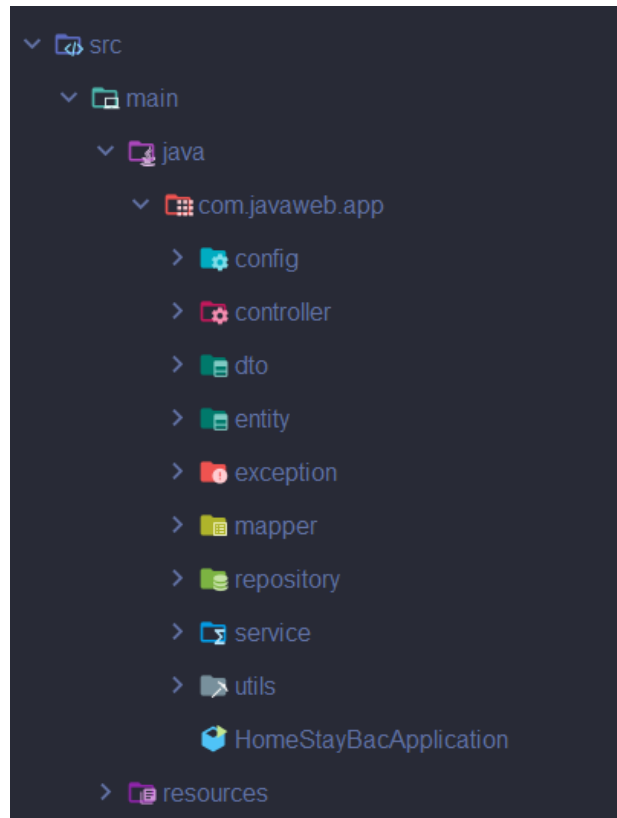 src
main
java
com.javaweb.app
config
controller
dto
entity
exception
mapper
repository
service
utils
HomeStayBacApplication
resources